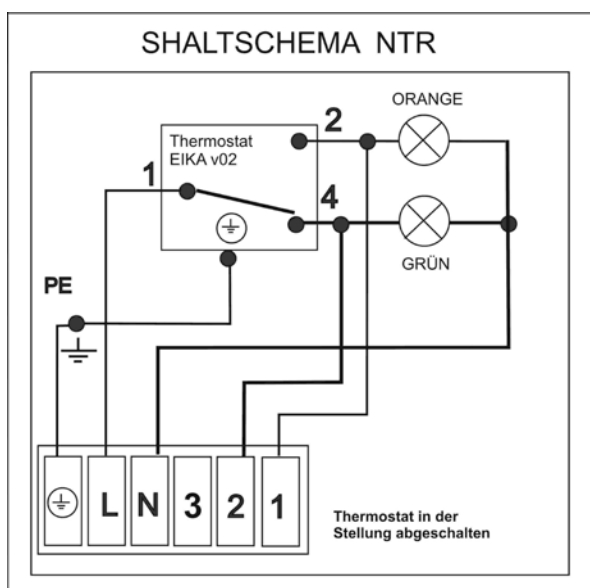 SHALTSCHEMA NTR
ORANGE
2
Thermostat
EIKA v02
1
4
GRÜN
PE
L N 3 2 1
Thermostat in der
Stellung abgeschalten